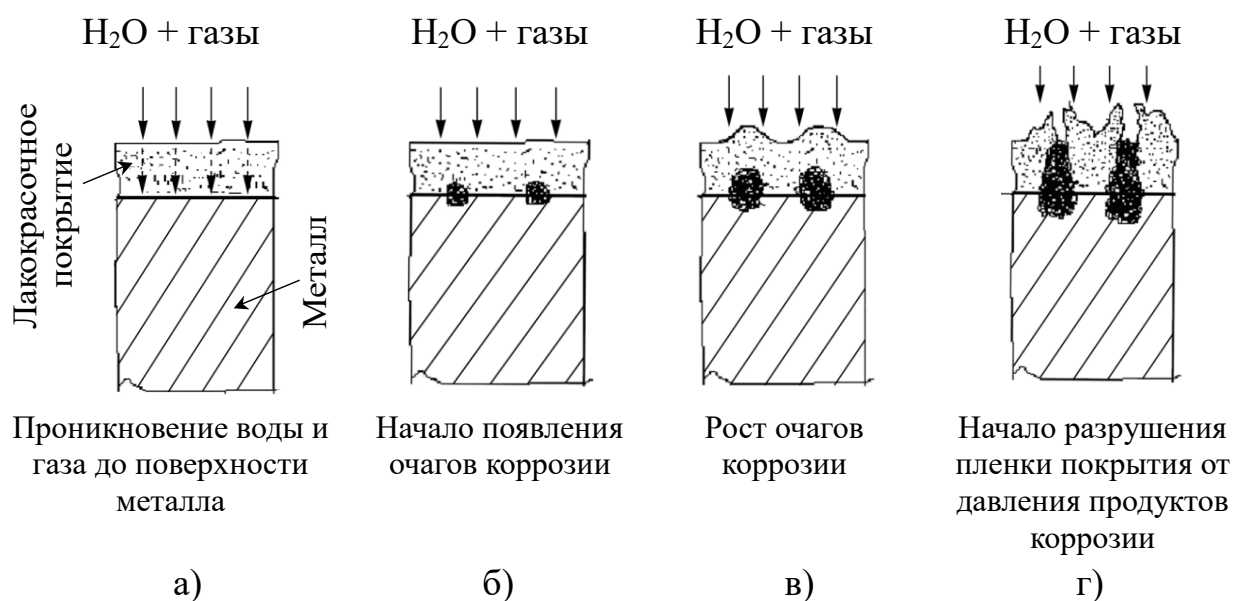 H₂O + газы
H₂O + газы
H₂O + газы
H₂O + газы
Лакокрасочное
покрытие
Металл
Проникновение воды и
газа до поверхности
металла
а)
Начало появления
очагов коррозии
б)
Рост очагов
коррозии
в)
Начало разрушения
пленки покрытия от
давления продуктов
коррозии
г)